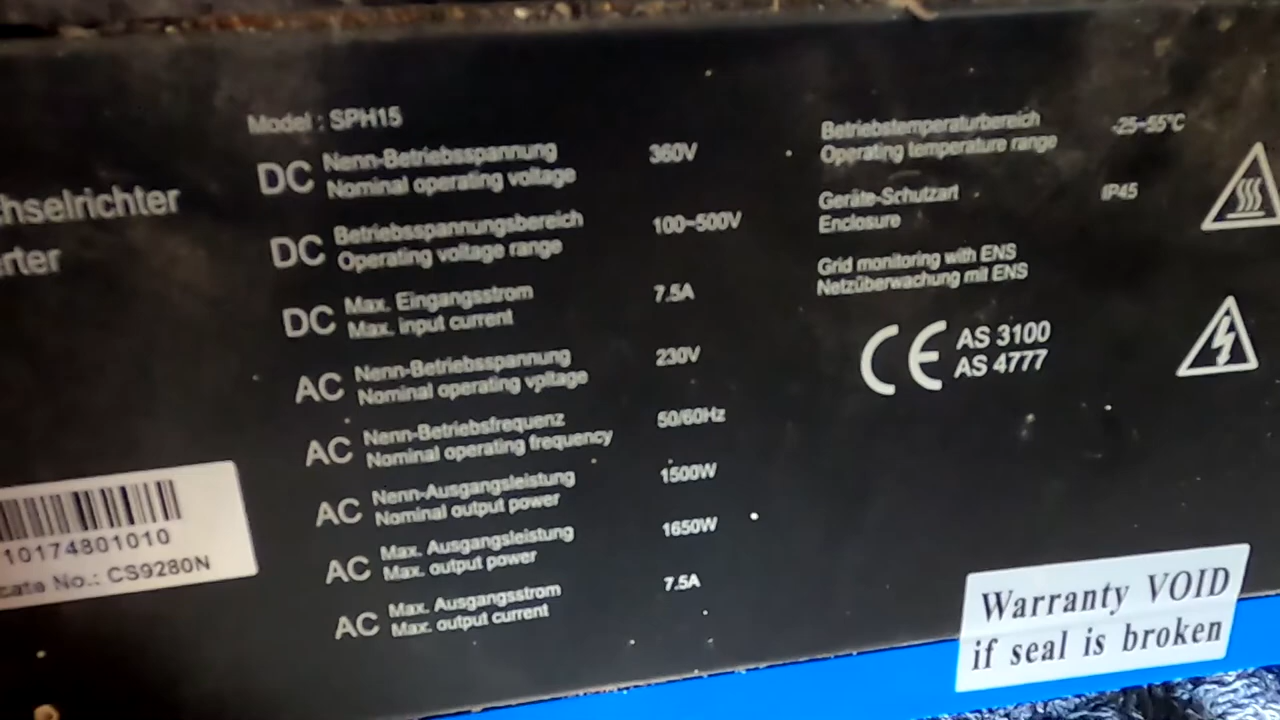 hselrichter
rter
10174801010
cate No.: CS9280N
Model : SPH15
DC Nenn-Betriebsspannung 360V
Nominal operating voltage
DC Betriebsspannungsbereich 100~500V
Operating voltage range
DC Max. Eingangsstrom 7.5A
Max. input current
AC Nenn-Betriebsspannung 230V
Nominal operating voltage
AC Nenn-Betriebsfrequenz 50/60Hz
Nominal operating frequency
AC Nenn-Ausgangsleistung 1500W
Nominal output power
AC Max. Ausgangsleistung 1650W
Max. output power
AC Max. Ausgangsstrom 7.5A
Max. output current
Betriebstemperaturbereich -25~55°C
Operating temperature range
Geräte-Schutzart IP45
Enclosure
Grid monitoring with ENS
Netzüberwachung mit ENS
CE AS 3100
AS 4777
Warranty VOID
if seal is broken